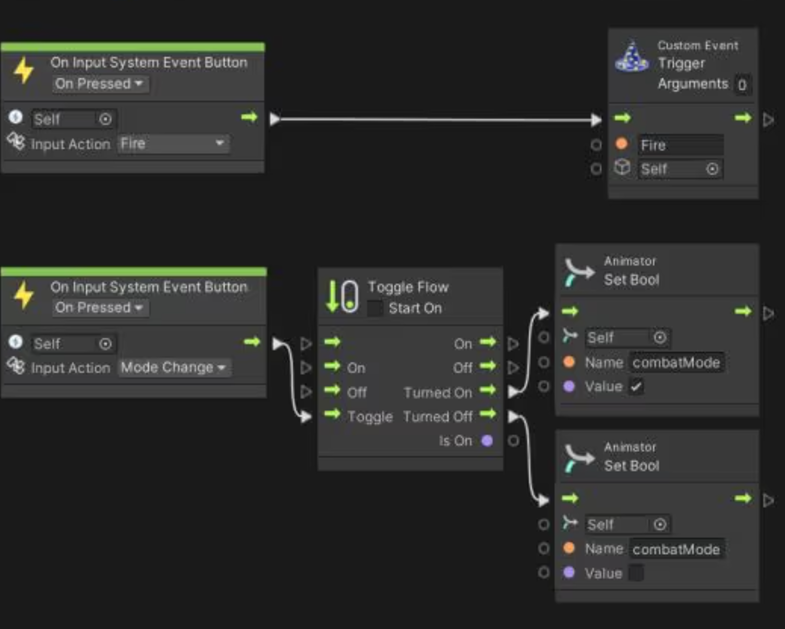 On Input System Event Button
On Pressed
Self
Input Action Fire
Custom Event
Trigger
Arguments 0
Fire
Self
On Input System Event Button
On Pressed
Self
Input Action Mode Change
Toggle Flow
Start On
On
Off
On
Turned On
Off
Toggle Turned Off
Is On
Animator
Set Bool
Self
Name combatMode
Value
Animator
Set Bool
Self
Name combatMode
Value